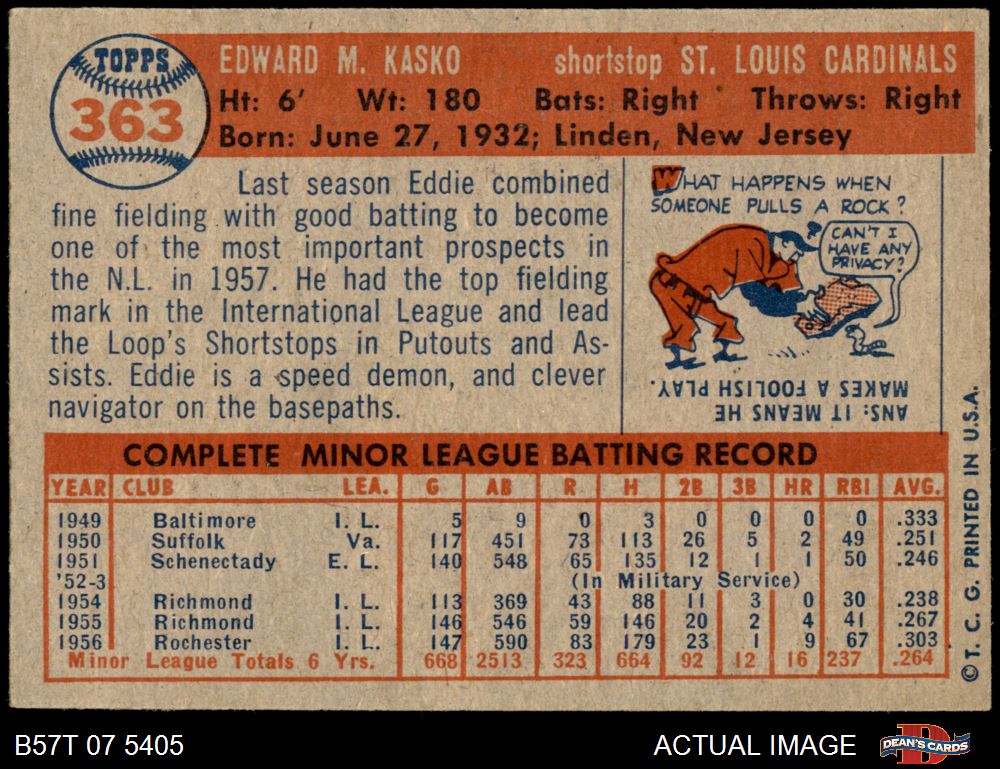 TOPPS
363
EDWARD M. KASKO shortstop ST. LOUIS CARDINALS
Ht: 6' Wt: 180 Bats: Right Throws: Right
Born: June 27, 1932; Linden, New Jersey
Last season Eddie combined
fine fielding with good batting to become
one of the most important prospects in
the N.L. in 1957. He had the top fielding
mark in the International League and lead
the Loop's Shortstops in Putouts and As-
sists. Eddie is a speed demon, and clever
navigator on the basepaths.
WHAT HAPPENS WHEN
SOMEONE PULLS A ROCK?
CAN'T I
HAVE ANY
PRIVACY?
ANS: IT MEANS HE
MAKES A FOOLISH PLAY.
COMPLETE MINOR LEAGUE BATTING RECORD
YEAR CLUB LEA. G AB R H 2B 3B HR RBI AVG.
1949 Baltimore I. L. 5 9 0 3 0 0 0 0 .333
1950 Suffolk Va. 117 451 73 113 26 5 2 49 .251
1951 Schenectady E. L. 140 548 65 135 12 1 1 50 .246
'52-3 (In Military Service)
1954 Richmond I. L. 113 369 43 88 11 3 0 30 .238
1955 Richmond I. L. 146 546 59 146 20 2 4 41 .267
1956 Rochester I. L. 147 590 83 179 23 1 9 67 .303
Minor League Totals 6 Yrs. 668 2513 323 664 92 12 16 237 .264
© T. C. G. PRINTED IN U.S.A.
B57T 07 5405
ACTUAL IMAGE
D
DEAN'S CARDS